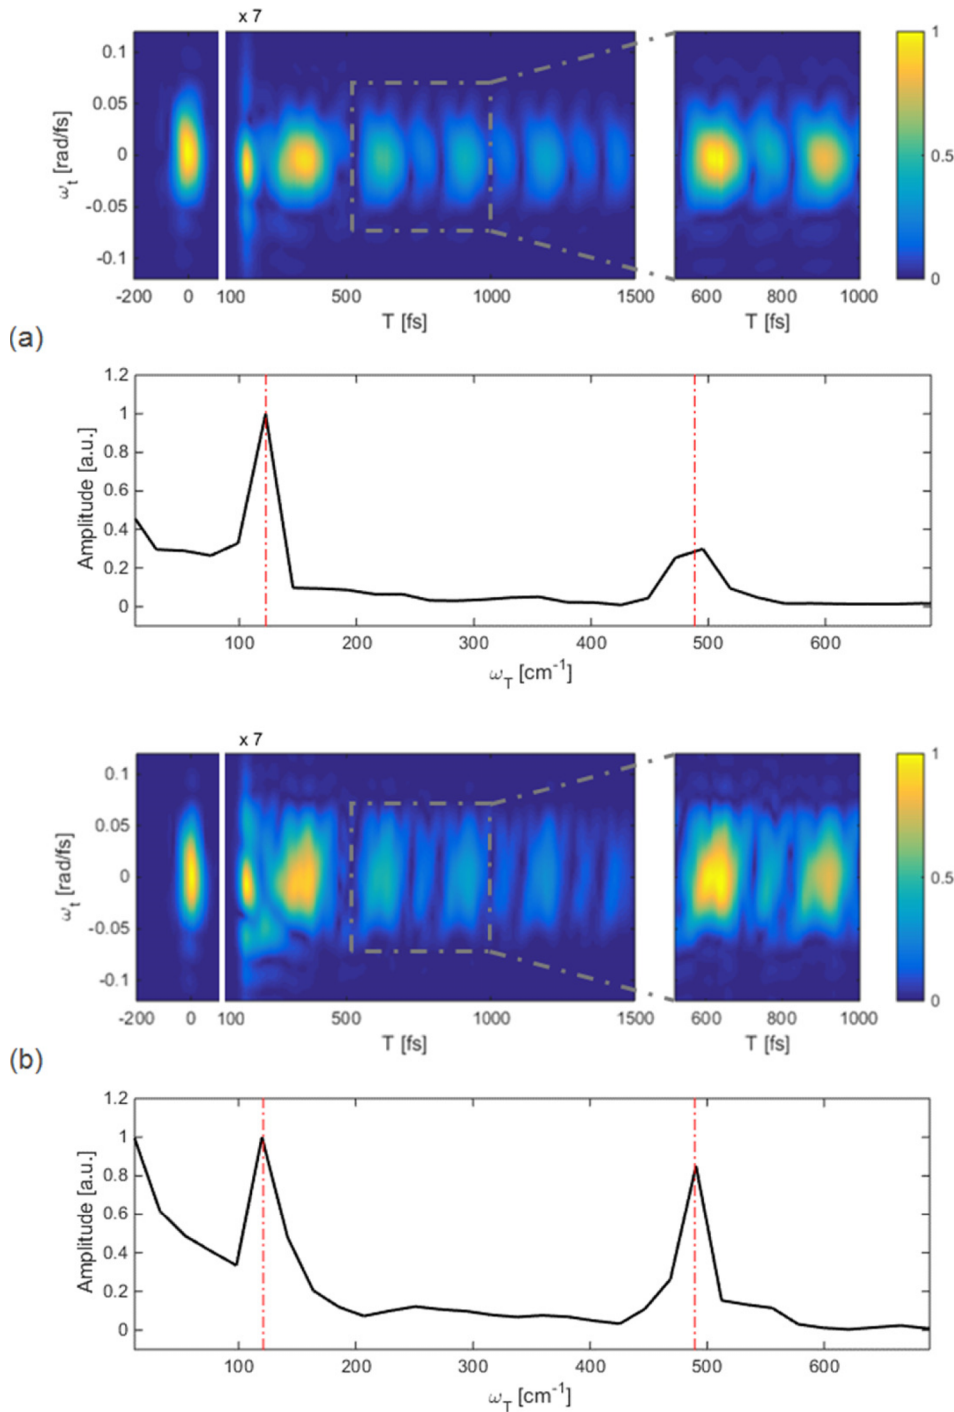 x 7
0.1
0.05
0
-0.05
-0.1
ω_t [rad/fs]
-200 0 100 500 1000 1500
T [fs]
600 800 1000
T [fs]
1
0.5
0
(a)
1.2
1
0.8
0.6
0.4
0.2
0
Amplitude [a.u.]
100 200 300 400 500 600
ω_T [cm⁻¹]
x 7
0.1
0.05
0
-0.05
-0.1
ω_t [rad/fs]
-200 0 100 500 1000 1500
T [fs]
600 800 1000
T [fs]
1
0.5
0
(b)
1.2
1
0.8
0.6
0.4
0.2
0
Amplitude [a.u.]
100 200 300 400 500 600
ω_T [cm⁻¹]